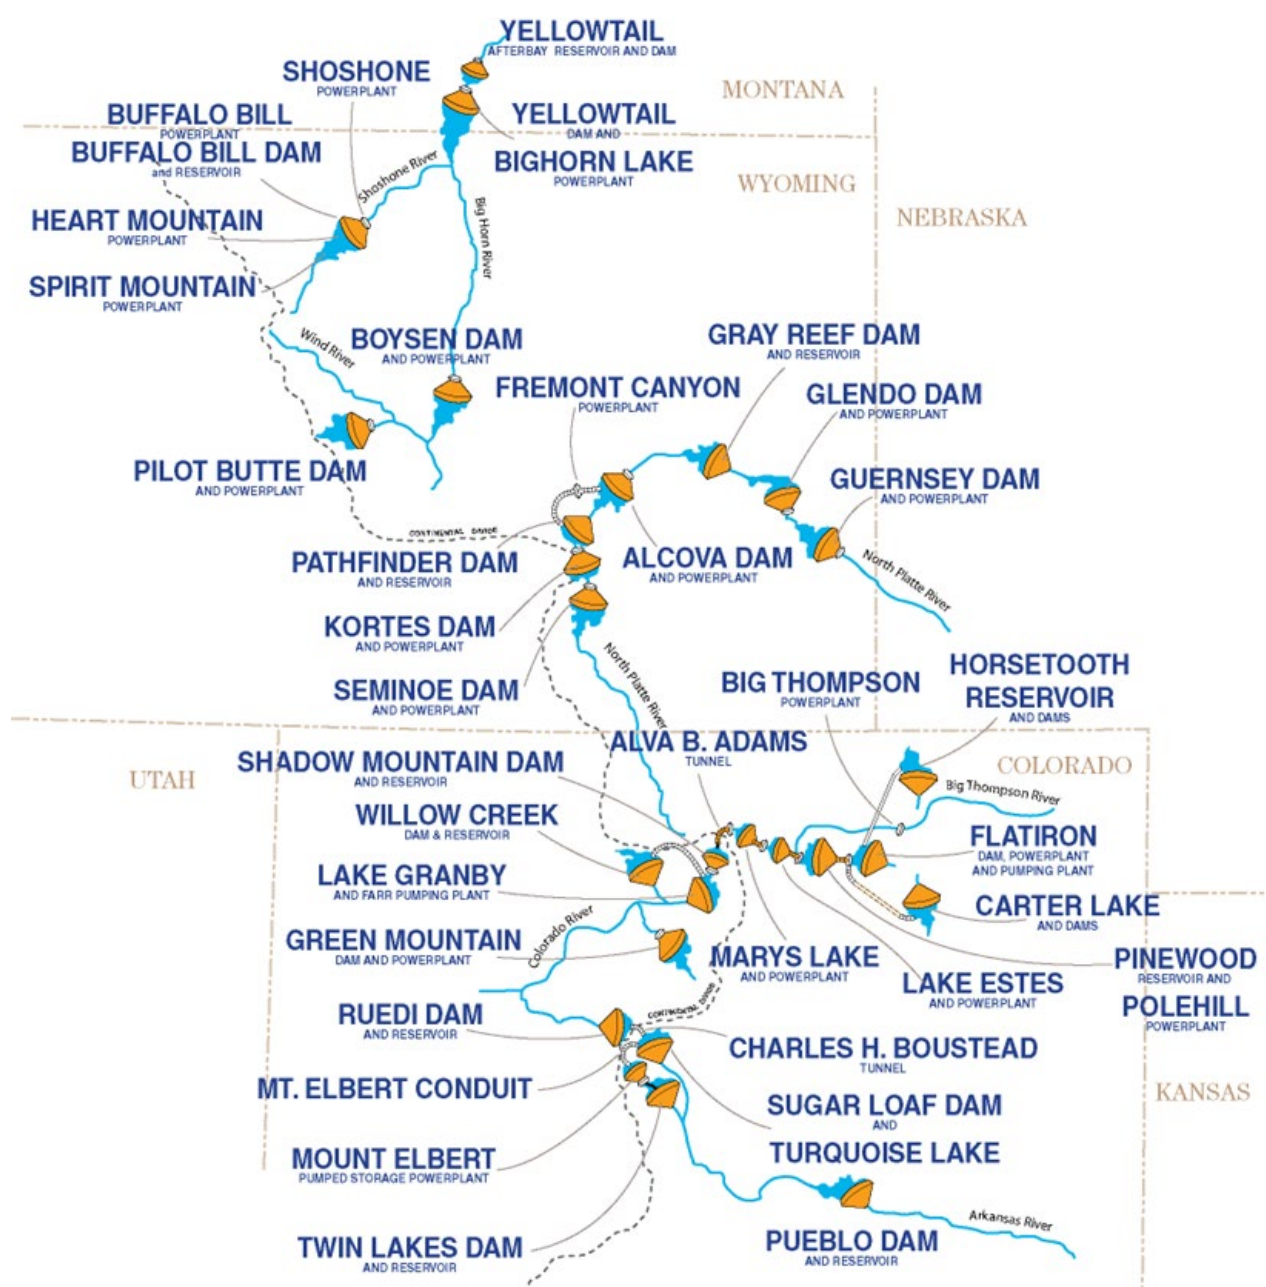 YELLOWTAIL
AFTERBAY RESERVOIR AND DAM
SHOSHONE
POWERPLANT
MONTANA
BUFFALO BILL
POWERPLANT
YELLOWTAIL
DAM AND
BIGHORN LAKE
POWERPLANT
BUFFALO BILL DAM
and RESERVOIR
Shoshone River
WYOMING
HEART MOUNTAIN
POWERPLANT
Big Horn River
NEBRASKA
SPIRIT MOUNTAIN
POWERPLANT
Wind River
BOYSEN DAM
AND POWERPLANT
GRAY REEF DAM
AND RESERVOIR
FREMONT CANYON
POWERPLANT
GLENDO DAM
AND POWERPLANT
PILOT BUTTE DAM
AND POWERPLANT
GUERNSEY DAM
AND POWERPLANT
CONTINENTAL DIVIDE
PATHFINDER DAM
AND RESERVOIR
ALCOVA DAM
AND POWERPLANT
North Platte River
KORTES DAM
AND POWERPLANT
SEMINOE DAM
AND POWERPLANT
North Platte River
BIG THOMPSON
POWERPLANT
HORSETOOTH
RESERVOIR
AND DAMS
ALVA B. ADAMS
TUNNEL
UTAH
SHADOW MOUNTAIN DAM
AND RESERVOIR
COLORADO
Big Thompson River
WILLOW CREEK
DAM & RESERVOIR
FLATIRON
DAM, POWERPLANT
AND PUMPING PLANT
LAKE GRANBY
AND FARR PUMPING PLANT
CARTER LAKE
AND DAMS
Colorado River
GREEN MOUNTAIN
DAM AND POWERPLANT
MARYS LAKE
AND POWERPLANT
LAKE ESTES
AND POWERPLANT
PINEWOOD
RESERVOIR AND
POLEHILL
POWERPLANT
CONTINENTAL DIVIDE
RUEDI DAM
AND RESERVOIR
CHARLES H. BOUSTEAD
TUNNEL
MT. ELBERT CONDUIT
KANSAS
SUGAR LOAF DAM
AND
TURQUOISE LAKE
MOUNT ELBERT
PUMPED STORAGE POWERPLANT
Arkansas River
TWIN LAKES DAM
AND RESERVOIR
PUEBLO DAM
AND RESERVOIR